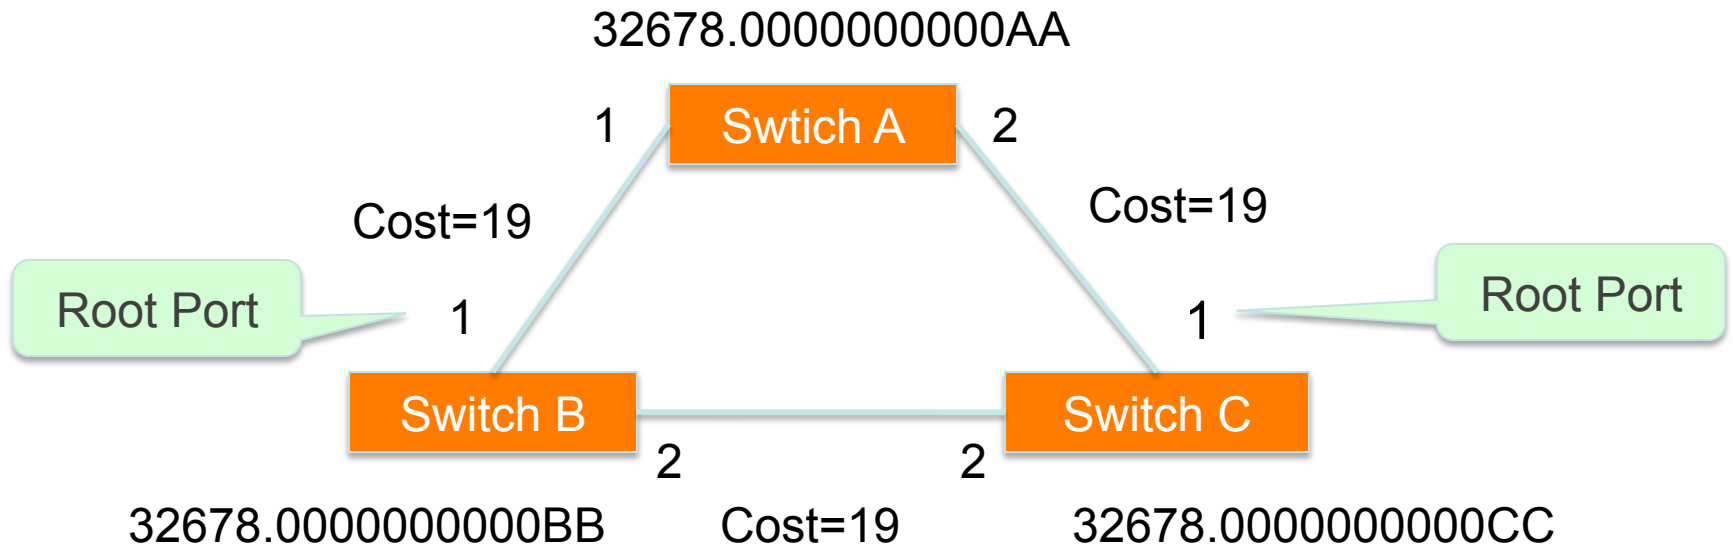 32678.0000000000AA
1
Swtich A
2
Cost=19
Cost=19
Root Port
1
1
Root Port
Switch B
Switch C
2
2
32678.0000000000BB
Cost=19
32678.0000000000CC